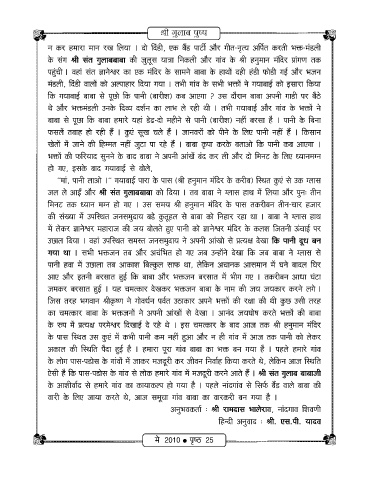 श्री गुलाब पुष्प
न कर हमारा मान रख लिया । दो दिंडी, एक बैंड पार्टी और गीत-नृत्य अर्पित करती भक्त-मंडली
के संग श्री संत गुलाबबाबा की जुलूस यात्रा निकली और गांव के श्री हनुमान मंदिर प्रांगण तक
पहुंची । वहां संत ज्ञानेश्वर का एक मंदिर के सामने बाबा के हाथों दही हंडी फोडी गई और भजन
मंडली, दिंडी वालों को अल्पाहार दिया गया । तभी गांव के सभी भक्तों ने गयाबाई को इसारा किया
कि गयाबाई बाबा से पूछो कि पानी (बारीश) कब आएगा ? उस दौरान बाबा अपनी गाडी पर बैठे
थे और भक्तमंडली उनके दिव्य दर्शन का लाभ ले रही थी । तभी गयाबाई और गांव के भक्तों ने
बाबा से पूछा कि बाबा हमारे यहां डेढ-दो महीने से पानी (बारीश) नहीं बरसा हैं । पानी के बिना
फसलें तबाह हो रही हैं । कुएं सूख चले हैं । जानवरों को पीने के लिए पानी नहीं हैं । किसान
खेतों में जाने की हिम्मत नहीं जुटा पा रहे हैं । बाबा कृपा करके बताओ कि पानी कब आएगा ।
भक्तों की फरियाद सुनने के बाद बाबा ने अपनी आंखें बंद कर ली और दो मिनट के लिए ध्यानमग्न
हो गए, इसके बाद गयाबाई से बोले,
"मां, पानी लाओ ।" गयाबाई पारा के पास (श्री हनुमान मंदिर के करीब) स्थित कुएं से उक ग्लास
जल ले आईं और श्री संत गुलाबबाबा को दिया । तब बाबा ने ग्लास हाथ में लिया और पुनः तीन
मिनट तक ध्यान मग्न हो गए । उस समय श्री हनुमान मंदिर के पास तकरीबन तीन-चार हजार
की संख्या में उपस्थित जनसमुदाय बड़े कुतूहल से बाबा को निहार रहा था । बाबा ने ग्लास हाथ
में लेकर ज्ञानेश्वर महाराज की जय बोलते हुए पानी को ज्ञानेश्वर मंदिर के कलश जितनी ऊंचाई पर
उछाल दिया । वहां उपस्थित समस्त जनसमुदाय ने अपनी आंखो से प्रत्यक्ष देखा कि पानी दूध बन
गया था । सभी भक्तजन तब और अचंभित हो गए जब उन्होंने देखा कि जब बाबा ने ग्लास से
पानी हवा में उछाला तब आकाश बिल्कुल साफ था, लेकिन अचानक आसमान में घने बादल घिर
आए और इतनी बरसात हुई कि बाबा और भक्तजन बरसात में भीग गए । तकरीबन आधा घंटा
जमकर बरसात हुई । यह चमत्कार देखकर भक्तजन बाबा के नाम की जय जयकार करने लगे ।
जिस तरह भगवान श्रीकृष्ण ने गोवर्धन पर्वत उठाकर अपने भक्तों की रक्षा की थी कुछ उसी तरह
का चमत्कार बाबा के भक्तजनों ने अपनी आंखों से देखा । आनंद जयघोष करते भक्तों की बाबा
के रुप में प्रत्यक्ष परमेश्वर दिखाई दे रहे थे । इस चमत्कार के बाद आज तक श्री हनुमान मंदिर
के पास स्थित उस कुएं में कभी पानी कम नहीं हुआ और न ही गांव में आज तक पानी को लेकर
अकाल की स्थिति पैदा हुई हैं । हमारा पूरा गांव बाबा का भक्त बन गया हैं । पहले हमारे गांव
के लोग पास-पडोस के गांवों में जाकर मजदूरी कर जीवन निर्वाह किया करते थे, लेकिन आज स्थिति
ऐसी है कि पास-पडोस के गांव से लोक हमारे गांव में मजदूरी करने आते हैं । श्री संत गुलाब बाबाजी
के आशीर्वाद से हमारे गांव का कायाकल्प हो गया है । पहले नांदगांव से सिर्फ बैंड वाले बाबा की
वारी के लिए जाया करते थे, आज समूचा गांव बाबा का वारकरी बन गया है ।
अनुभवकर्ता : श्री रामदास भालेराव, नांदगाव शिवणी
हिन्दी अनुवाद : श्री. एस.पी. यादव
मे 2010 • पृष्ठ 25